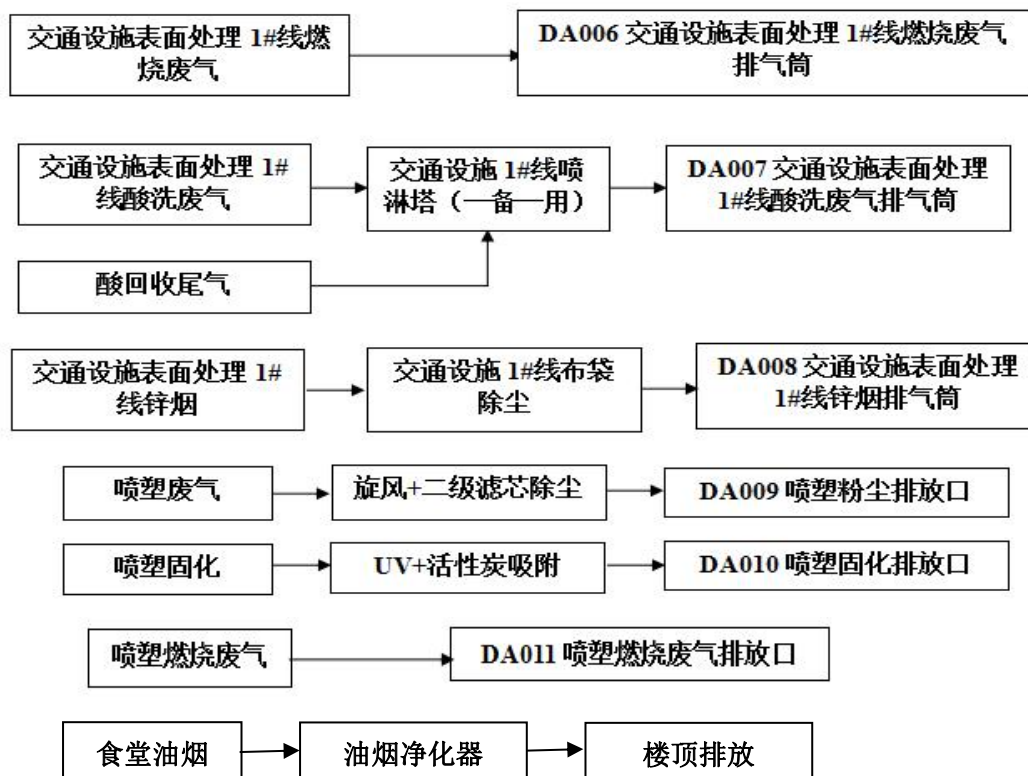 交通设施表面处理 1#线燃
烧废气
DA006 交通设施表面处理 1#线燃烧废气
排气筒
交通设施表面处理 1#
线酸洗废气
交通设施 1#线喷
淋塔（一备一用）
DA007 交通设施表面处理
1#线酸洗废气排气筒
酸回收尾气
交通设施表面处理 1#
线锌烟
交通设施 1#线布袋
除尘
DA008 交通设施表面处理
1#线锌烟排气筒
喷塑废气
旋风+二级滤芯除尘
DA009 喷塑粉尘排放口
喷塑固化
UV+活性炭吸附
DA010 喷塑固化排放口
喷塑燃烧废气
DA011 喷塑燃烧废气排放口
食堂油烟
油烟净化器
楼顶排放